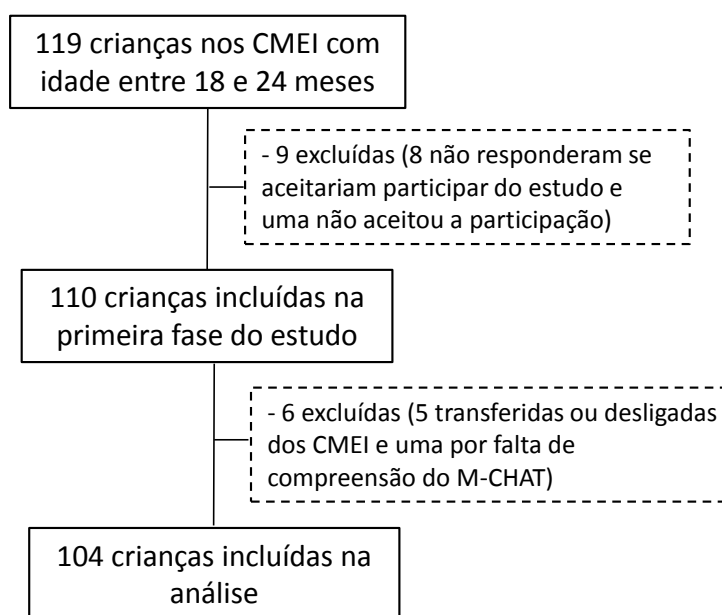 119 crianças nos CMEI com
idade entre 18 e 24 meses
- 9 excluídas (8 não responderam se
aceitariam participar do estudo e
uma não aceitou a participação)
110 crianças incluídas na
primeira fase do estudo
- 6 excluídas (5 transferidas ou desligadas
dos CMEI e uma por falta de
compreensão do M-CHAT)
104 crianças incluídas na
análise